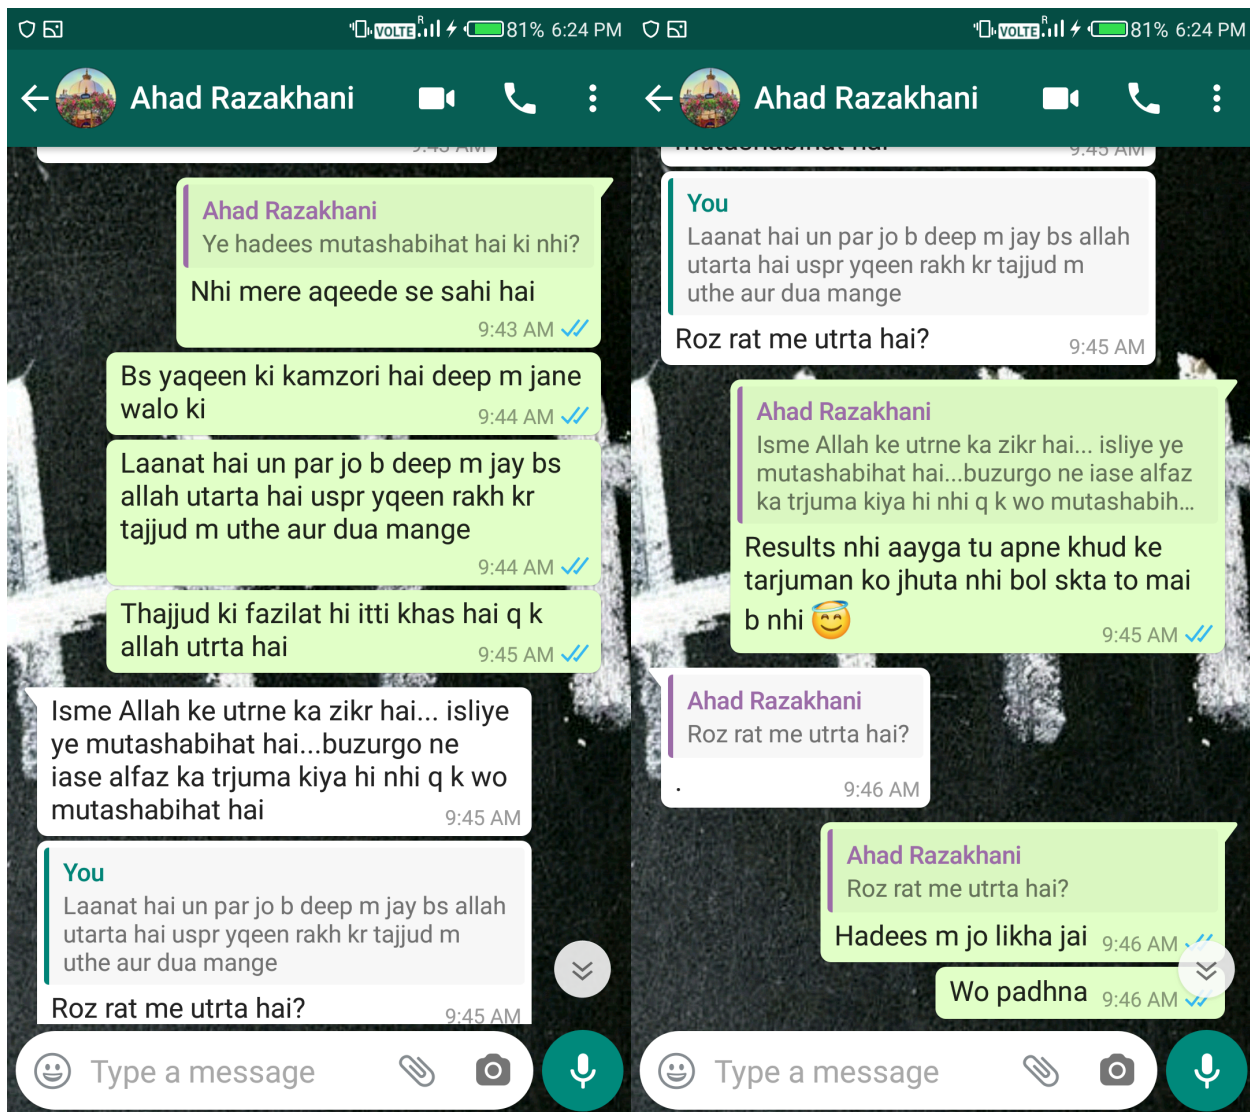 VOLTE R 81% 6:24 PM
Ahad Razakhani
9:43 AM
Ahad Razakhani
Ye hadees mutashabihat hai ki nhi?
Nhi mere aqeede se sahi hai
9:43 AM
Bs yaqeen ki kamzori hai deep m jane
walo ki
9:44 AM
Laanat hai un par jo b deep m jay bs
allah utarta hai uspr yqeen rakh kr
tajjud m uthe aur dua mange
9:44 AM
Thajjud ki fazilat hi itti khas hai q k
allah utrta hai
9:45 AM
Isme Allah ke utrne ka zikr hai... isliye
ye mutashabihat hai...buzurgo ne
iase alfaz ka trjuma kiya hi nhi q k wo
mutashabihat hai
9:45 AM
You
Laanat hai un par jo b deep m jay bs allah
utarta hai uspr yqeen rakh kr tajjud m
uthe aur dua mange
Roz rat me utrta hai?
9:45 AM
Type a message
VOLTE R 81% 6:24 PM
Ahad Razakhani
mutashabihat hai
9:45 AM
You
Laanat hai un par jo b deep m jay bs allah
utarta hai uspr yqeen rakh kr tajjud m
uthe aur dua mange
Roz rat me utrta hai?
9:45 AM
Ahad Razakhani
Isme Allah ke utrne ka zikr hai... isliye ye
mutashabihat hai...buzurgo ne iase alfaz
ka trjuma kiya hi nhi q k wo mutashabih...
Results nhi aayga tu apne khud ke
tarjuman ko jhuta nhi bol skta to mai
b nhi 😇
9:45 AM
Ahad Razakhani
Roz rat me utrta hai?
.
9:46 AM
Ahad Razakhani
Roz rat me utrta hai?
Hadees m jo likha jai
9:46 AM
Wo padhna
9:46 AM
Type a message